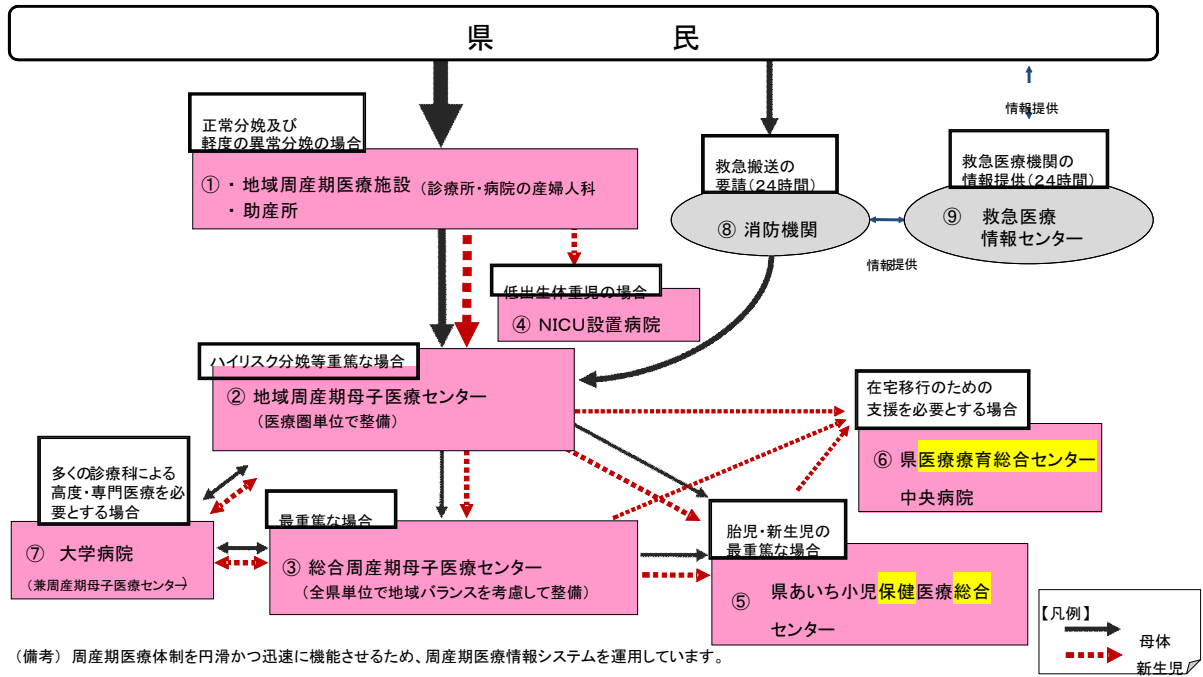 県 民
情報提供
正常分娩及び
軽度の異常分娩の場合
① ・地域周産期医療施設（診療所・病院の産婦人科
・助産所
救急搬送の
要請（24時間）
⑧ 消防機関
救急医療機関の
情報提供（24時間）
⑨ 救急医療
情報センター
情報提供
低出生体重児の場合
④ NICU設置病院
ハイリスク分娩等重篤な場合
② 地域周産期母子医療センター
（医療圏単位で整備）
在宅移行のための
支援を必要とする場合
⑥ 県医療療育総合センター
中央病院
多くの診療科による
高度・専門医療を必
要とする場合
⑦ 大学病院
（兼周産期母子医療センター）
最重篤な場合
③ 総合周産期母子医療センター
（全県単位で地域バランスを考慮して整備）
胎児・新生児の
最重篤な場合
⑤ 県あいち小児保健医療総合
センター
【凡例】
母体
新生児
（備考） 周産期医療体制を円滑かつ迅速に機能させるため、周産期医療情報システムを運用しています。